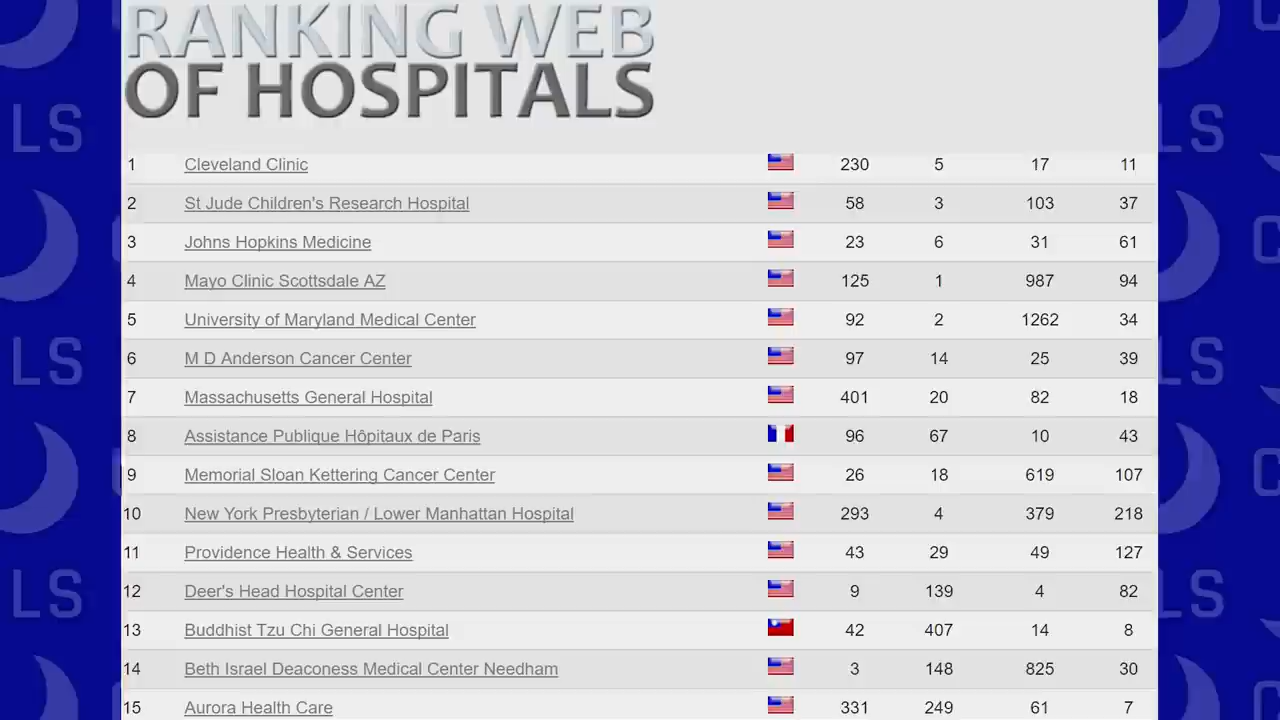 RANKING WEB
OF HOSPITALS
LS
LS
1 Cleveland Clinic 230 5 17 11
2 St Jude Children's Research Hospital 58 3 103 37
3 Johns Hopkins Medicine 23 6 31 61
4 Mayo Clinic Scottsdale AZ 125 1 987 94
5 University of Maryland Medical Center 92 2 1262 34
LS
LS
6 M D Anderson Cancer Center 97 14 25 39
7 Massachusetts General Hospital 401 20 82 18
8 Assistance Publique Hôpitaux de Paris 96 67 10 43
9 Memorial Sloan Kettering Cancer Center 26 18 619 107
10 New York Presbyterian / Lower Manhattan Hospital 293 4 379 218
11 Providence Health & Services 43 29 49 127
12 Deer's Head Hospital Center 9 139 4 82
LS
LS
13 Buddhist Tzu Chi General Hospital 42 407 14 8
14 Beth Israel Deaconess Medical Center Needham 3 148 825 30
15 Aurora Health Care 331 249 61 7